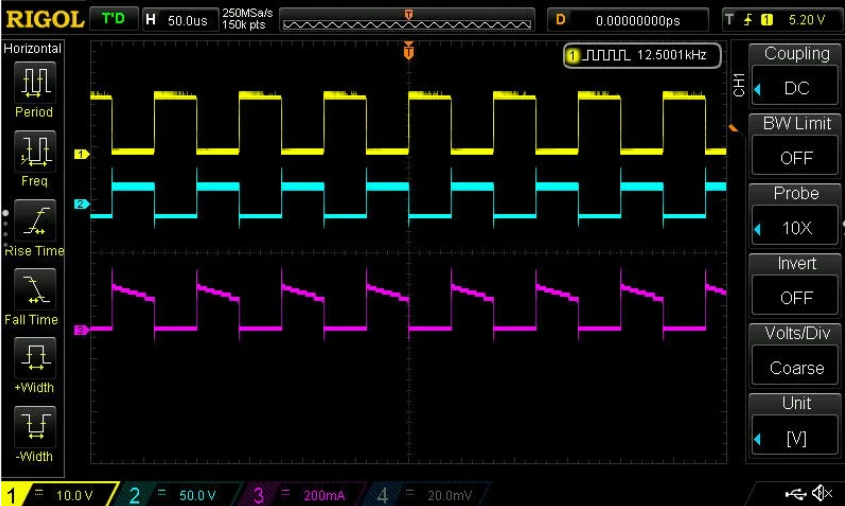 RIGOL T'D H 50.0us 250MSa/s 150k pts D 0.00000000ps T 1 5.20 V
Horizontal
Period
Freq
Rise Time
Fall Time
+Width
-Width
T
T
1 12.5001kHz
1
2
3
CH1
Coupling
DC
BW Limit
OFF
Probe
10X
Invert
OFF
Volts/Div
Coarse
Unit
[V]
1 = 10.0 V 2 = 50.0 V 3 = 200mA 4 = 20.0mV